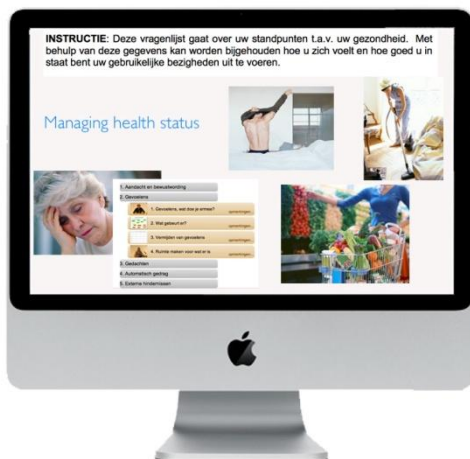 INSTRUCTIE: Deze vragenlijst gaat over uw standpunten t.a.v. uw gezondheid. Met
behulp van deze gegevens kan worden bijgehouden hoe u zich voelt en hoe goed u in
staat bent uw gebruikelijke bezigheden uit te voeren.
Managing health status
1. Aandacht en bewustwording
2. Gevoelens
1. Gevoelens, wat doe je ermee?
2. Wat gebeurt er?
3. Vermijden van gevoelens
4. Ruimte maken voor wat er is
3. Gedachten
4. Automatisch gedrag
5. Externe hindernissen